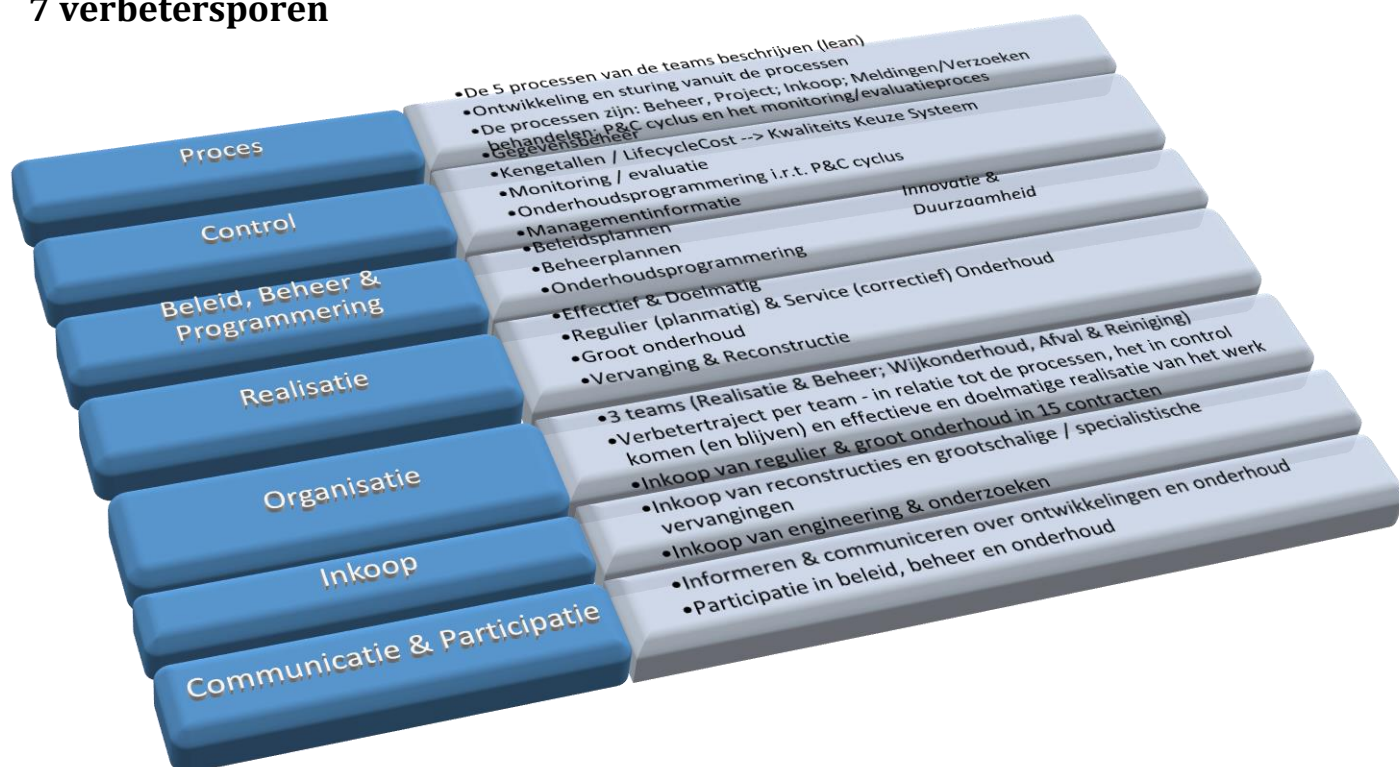 7 verbetersporen
Proces
•De 5 processen van de teams beschrijven (lean)
•Ontwikkeling en sturing vanuit de processen
•De processen zijn: Beheer, Project; Inkoop; Meldingen/Verzoeken
behandelen; P&C cyclus en het monitoring/evaluatieproces
Control
•Gegevensbeheer
•Kengetallen / LifecycleCost --> Kwaliteits Keuze Systeem
•Monitoring / evaluatie
•Onderhoudsprogrammering i.r.t. P&C cyclus
•Managementinformatie
Beleid, Beheer &
Programmering
•Beleidsplannen
•Beheerplannen
•Onderhoudsprogrammering
Innovatie &
Duurzaamheid
Realisatie
•Effectief & Doelmatig
•Regulier (planmatig) & Service (correctief) Onderhoud
•Groot onderhoud
•Vervanging & Reconstructie
Organisatie
•3 teams (Realisatie & Beheer; Wijkonderhoud, Afval & Reiniging)
•Verbetertraject per team - in relatie tot de processen, het in control
komen (en blijven) en effectieve en doelmatige realisatie van het werk
Inkoop
•Inkoop van regulier & groot onderhoud in 15 contracten
•Inkoop van reconstructies en grootschalige / specialistische
vervangingen
•Inkoop van engineering & onderzoeken
Communicatie & Participatie
•Informeren & communiceren over ontwikkelingen en onderhoud
•Participatie in beleid, beheer en onderhoud